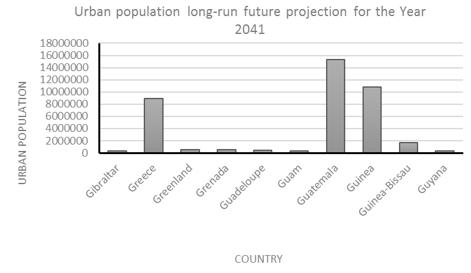 Urban population long-run future projection for the Year
2041
18000000
16000000
14000000
12000000
10000000
8000000
6000000
4000000
2000000
0
URBAN POPULATION
Gibraltar
Greece
Greenland
Grenada
Guadeloupe
Guam
Guatemala
Guinea
Guinea-Bissau
Guyana
COUNTRY